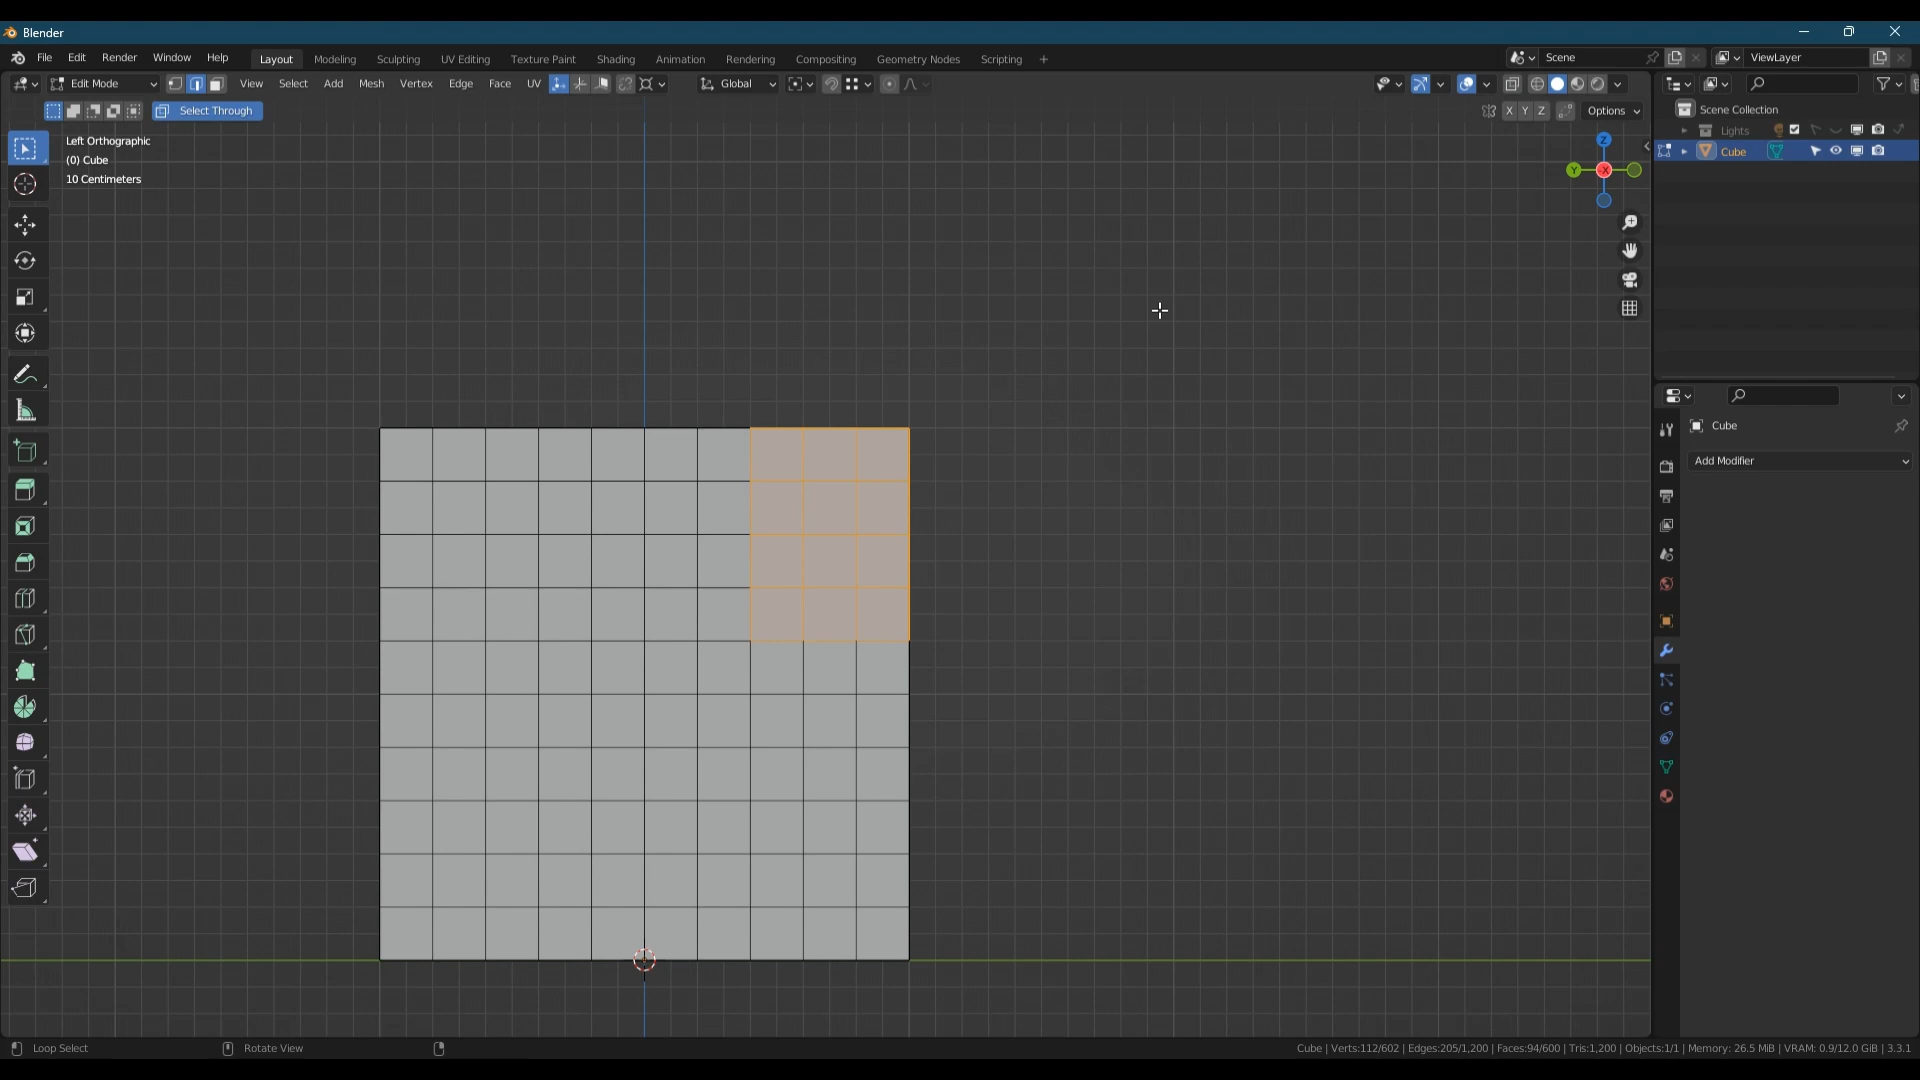 Blender
File Edit Render Window Help Layout Modeling Sculpting UV Editing Texture Paint Shading Animation Rendering Compositing Geometry Nodes Scripting + Scene ViewLayer
Edit Mode View Select Add Mesh Vertex Edge Face UV Global
Select Through X Y Z Options
Scene Collection
Lights
Cube
Left Orthographic
(0) Cube
10 Centimeters
Z
Y X
Cube
Add Modifier
Loop Select Rotate View Cube | Verts:112/602 | Edges:205/1,200 | Faces:94/600 | Tris:1,200 | Objects:1/1 | Memory: 26.5 MiB | VRAM: 0.9/12.0 GiB | 3.3.1